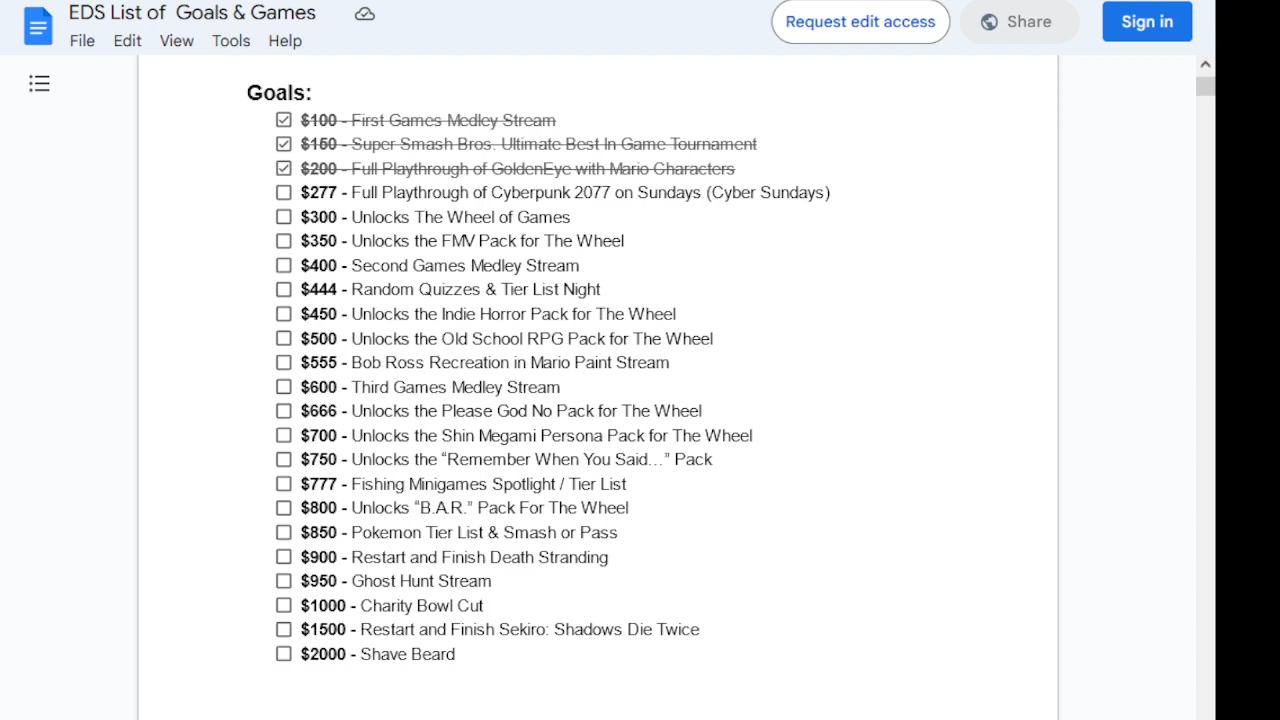 EDS List of Goals & Games
Request edit access
Share
Sign in
File Edit View Tools Help
Goals:
$100 - First Games Medley Stream
$150 - Super Smash Bros. Ultimate Best In Game Tournament
$200 - Full Playthrough of GoldenEye with Mario Characters
$277 - Full Playthrough of Cyberpunk 2077 on Sundays (Cyber Sundays)
$300 - Unlocks The Wheel of Games
$350 - Unlocks the FMV Pack for The Wheel
$400 - Second Games Medley Stream
$444 - Random Quizzes & Tier List Night
$450 - Unlocks the Indie Horror Pack for The Wheel
$500 - Unlocks the Old School RPG Pack for The Wheel
$555 - Bob Ross Recreation in Mario Paint Stream
$600 - Third Games Medley Stream
$666 - Unlocks the Please God No Pack for The Wheel
$700 - Unlocks the Shin Megami Persona Pack for The Wheel
$750 - Unlocks the “Remember When You Said…” Pack
$777 - Fishing Minigames Spotlight / Tier List
$800 - Unlocks “B.A.R.” Pack For The Wheel
$850 - Pokemon Tier List & Smash or Pass
$900 - Restart and Finish Death Stranding
$950 - Ghost Hunt Stream
$1000 - Charity Bowl Cut
$1500 - Restart and Finish Sekiro: Shadows Die Twice
$2000 - Shave Beard